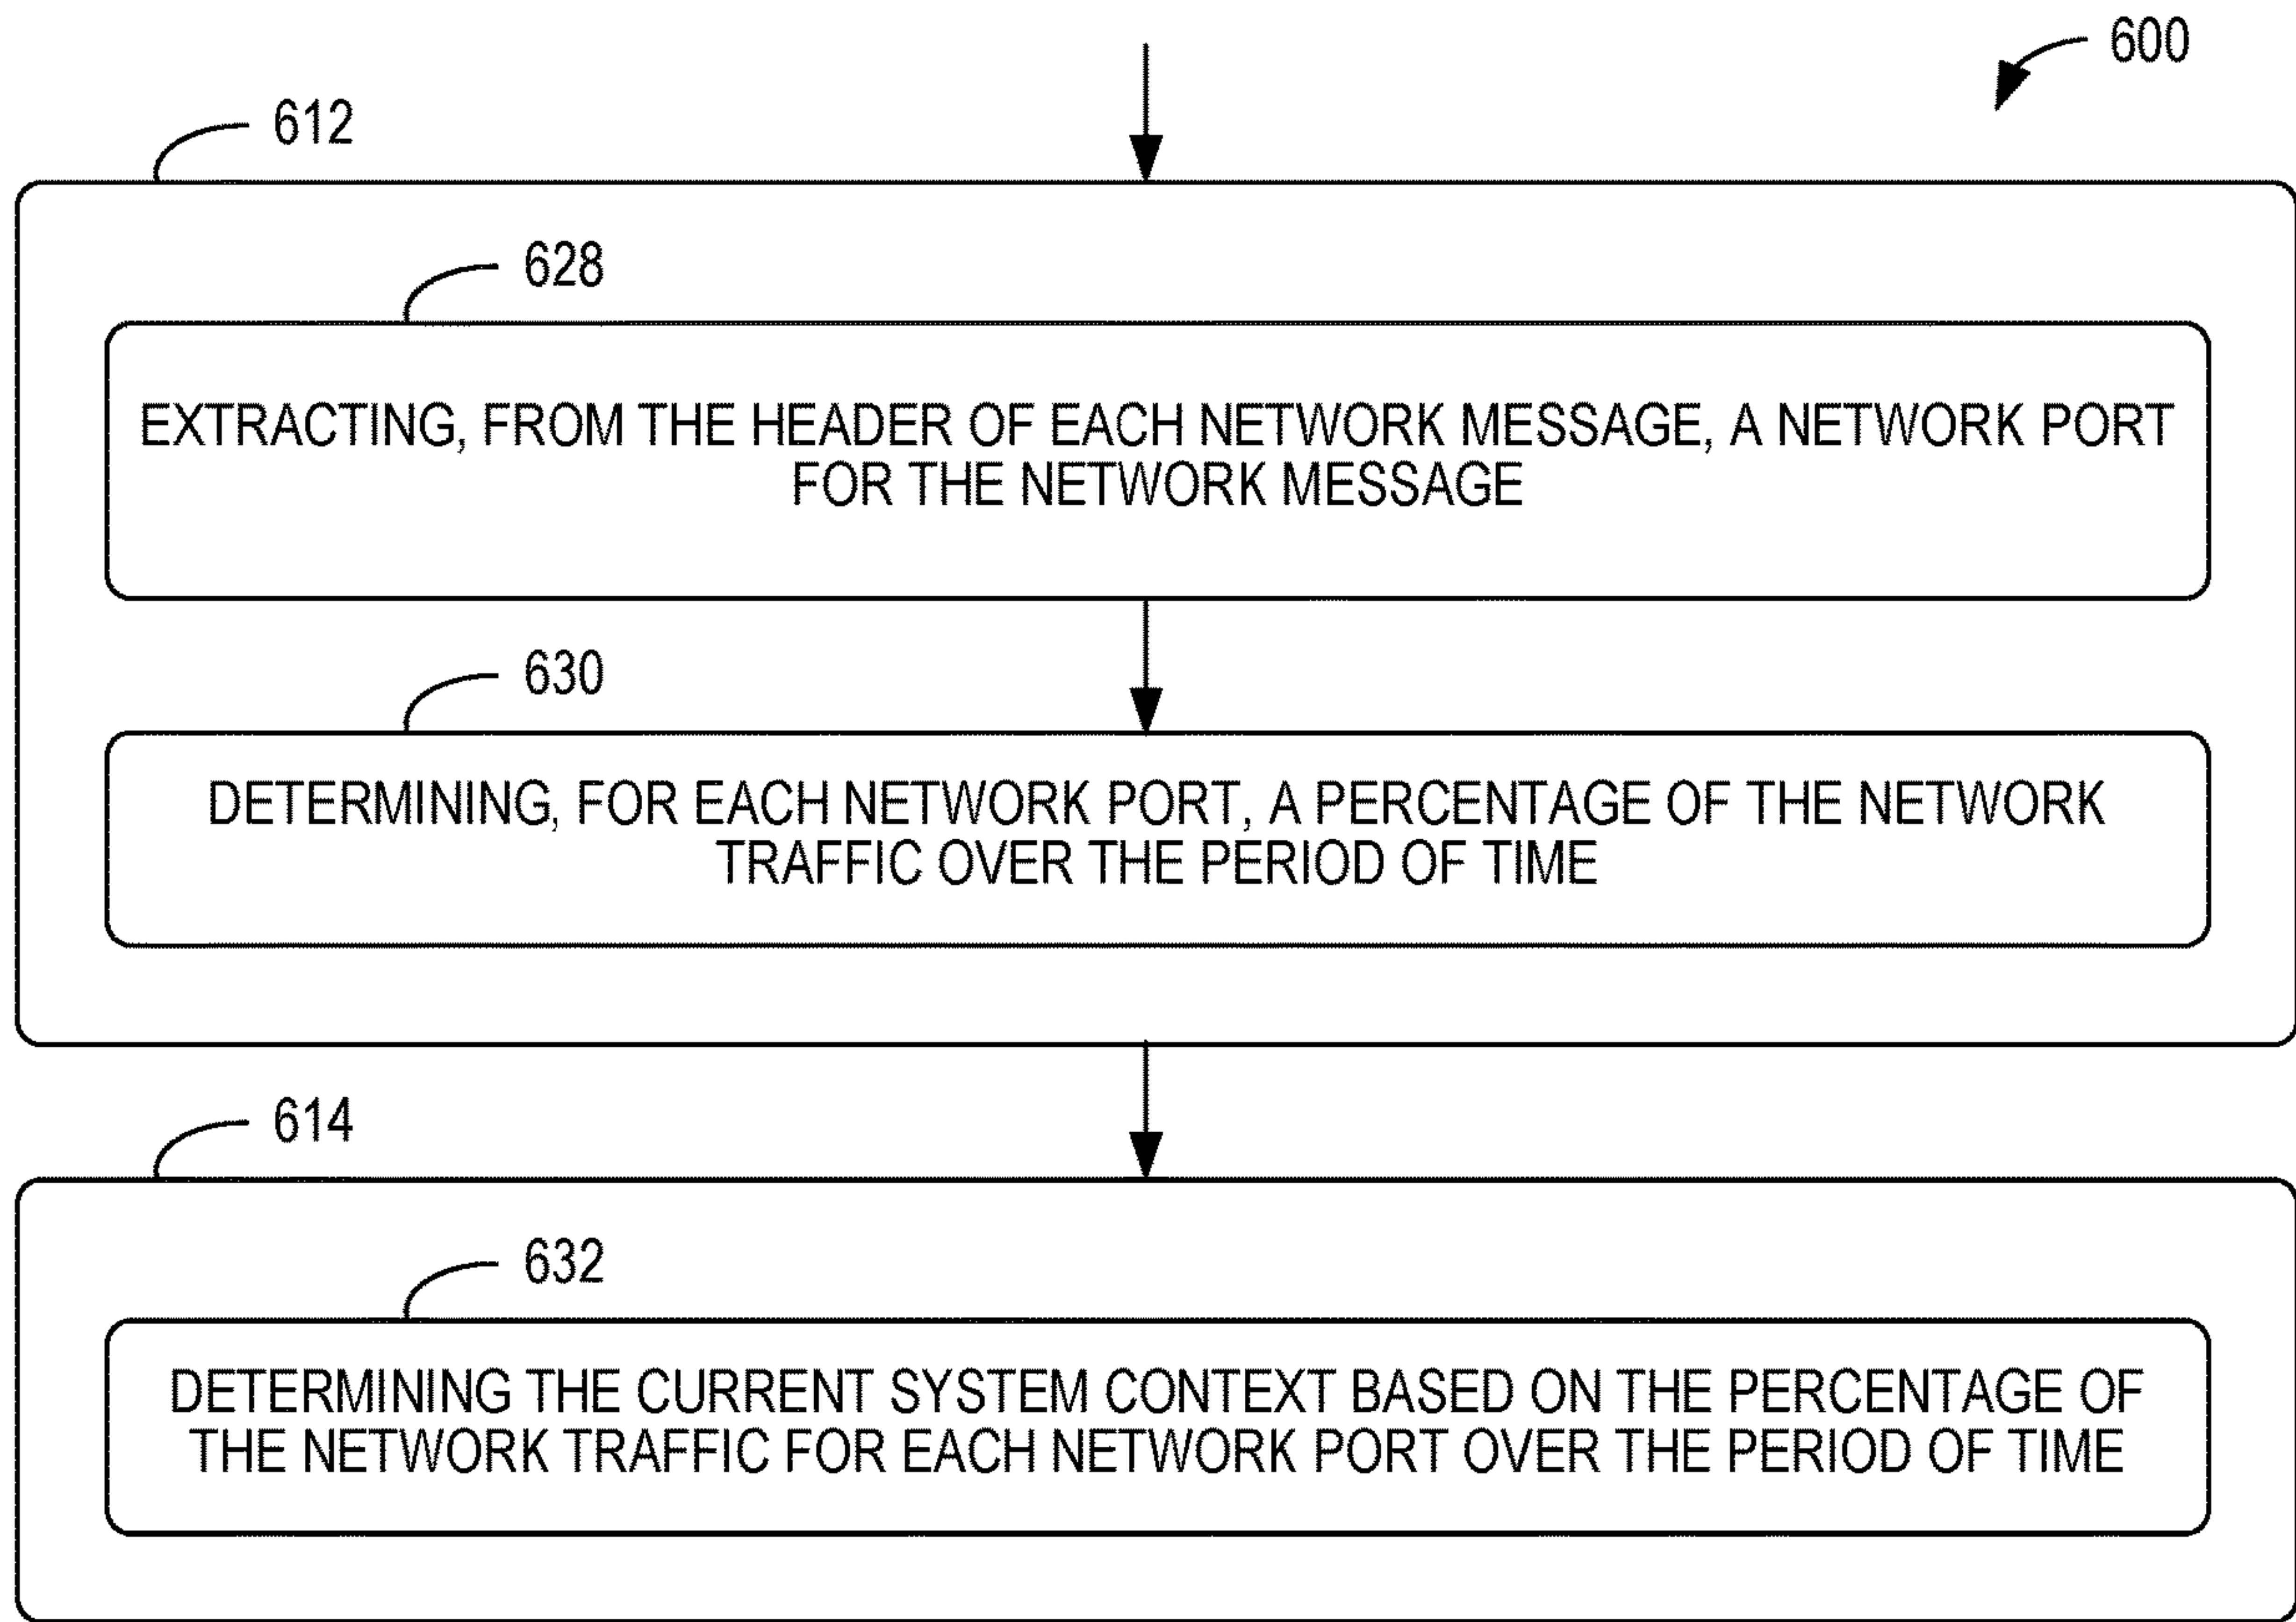 600
612
628
EXTRACTING, FROM THE HEADER OF EACH NETWORK MESSAGE, A NETWORK PORT
FOR THE NETWORK MESSAGE
630
DETERMINING, FOR EACH NETWORK PORT, A PERCENTAGE OF THE NETWORK
TRAFFIC OVER THE PERIOD OF TIME
614
632
DETERMINING THE CURRENT SYSTEM CONTEXT BASED ON THE PERCENTAGE OF
THE NETWORK TRAFFIC FOR EACH NETWORK PORT OVER THE PERIOD OF TIME